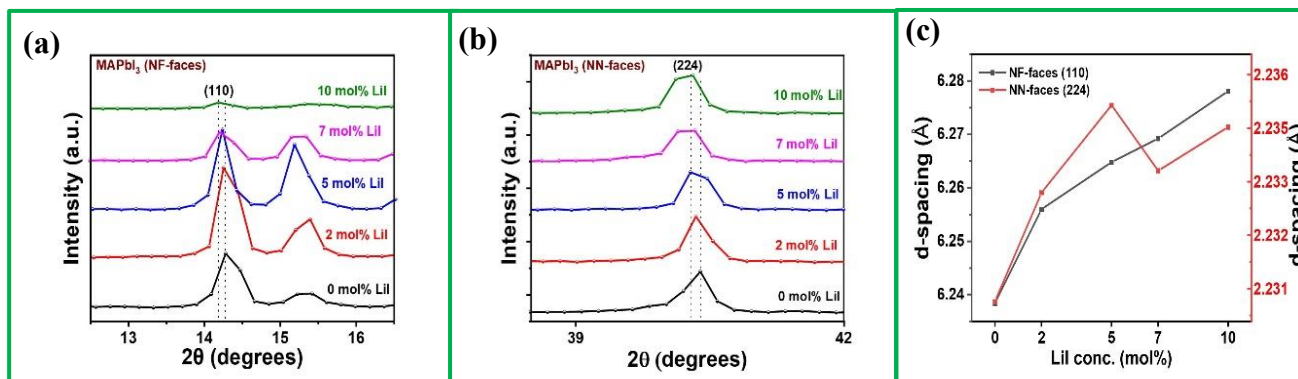 (a)
MAPbI3 (NF-faces)
(110)
10 mol% LiI
7 mol% LiI
5 mol% LiI
2 mol% LiI
0 mol% LiI
Intensity (a.u.)
13 14 15 16
2θ (degrees)
(b)
MAPbI3 (NN-faces)
(224)
10 mol% LiI
7 mol% LiI
5 mol% LiI
2 mol% LiI
0 mol% LiI
Intensity (a.u.)
39 42
2θ (degrees)
(c)
NF-faces (110)
NN-faces (224)
6.28
6.27
6.26
6.25
6.24
d-spacing (Å)
2.236
2.235
2.233
2.232
2.231
d-spacing (Å)
0 2 5 7 10
LiI conc. (mol%)